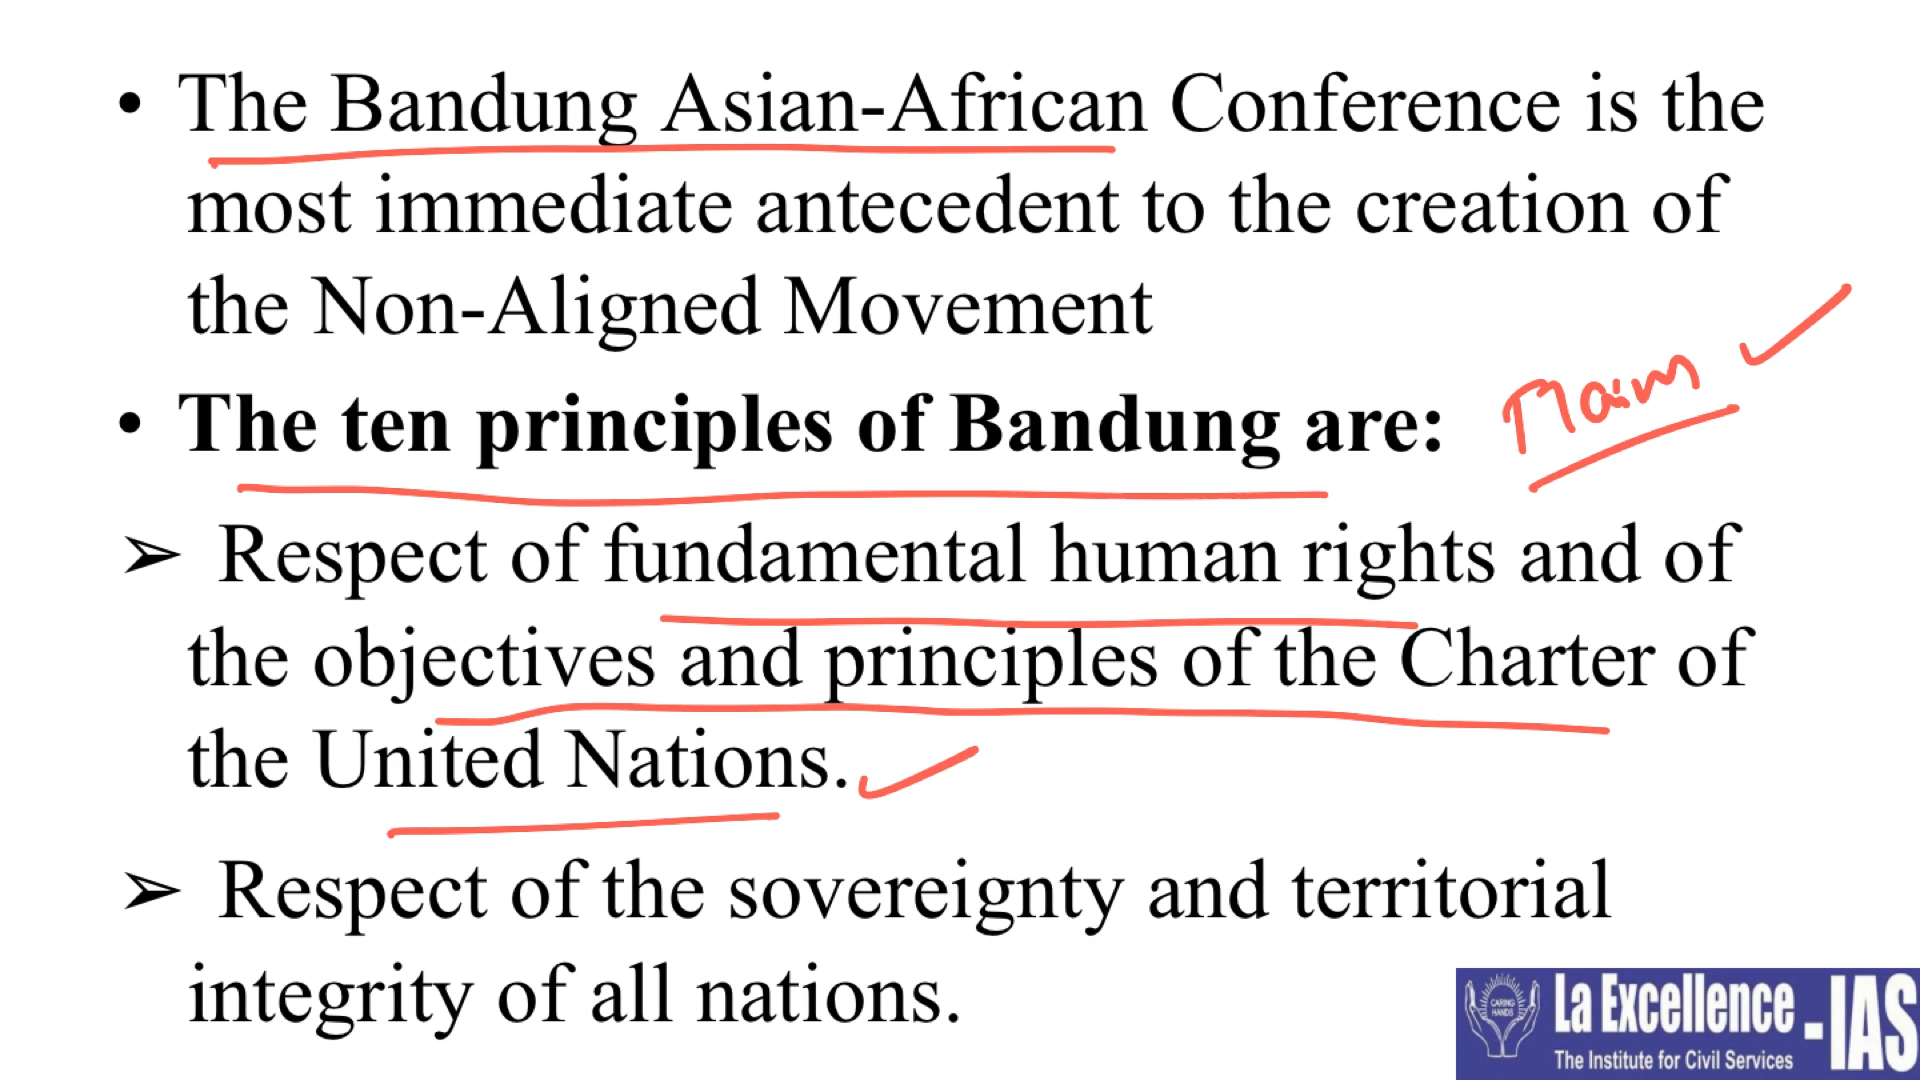 • The Bandung Asian-African Conference is the
most immediate antecedent to the creation of
the Non-Aligned Movement
• The ten principles of Bandung are:
➢ Respect of fundamental human rights and of
the objectives and principles of the Charter of
the United Nations.
➢ Respect of the sovereignty and territorial
integrity of all nations.
CARING
HANDS
La Excellence - IAS
The Institute for Civil Services